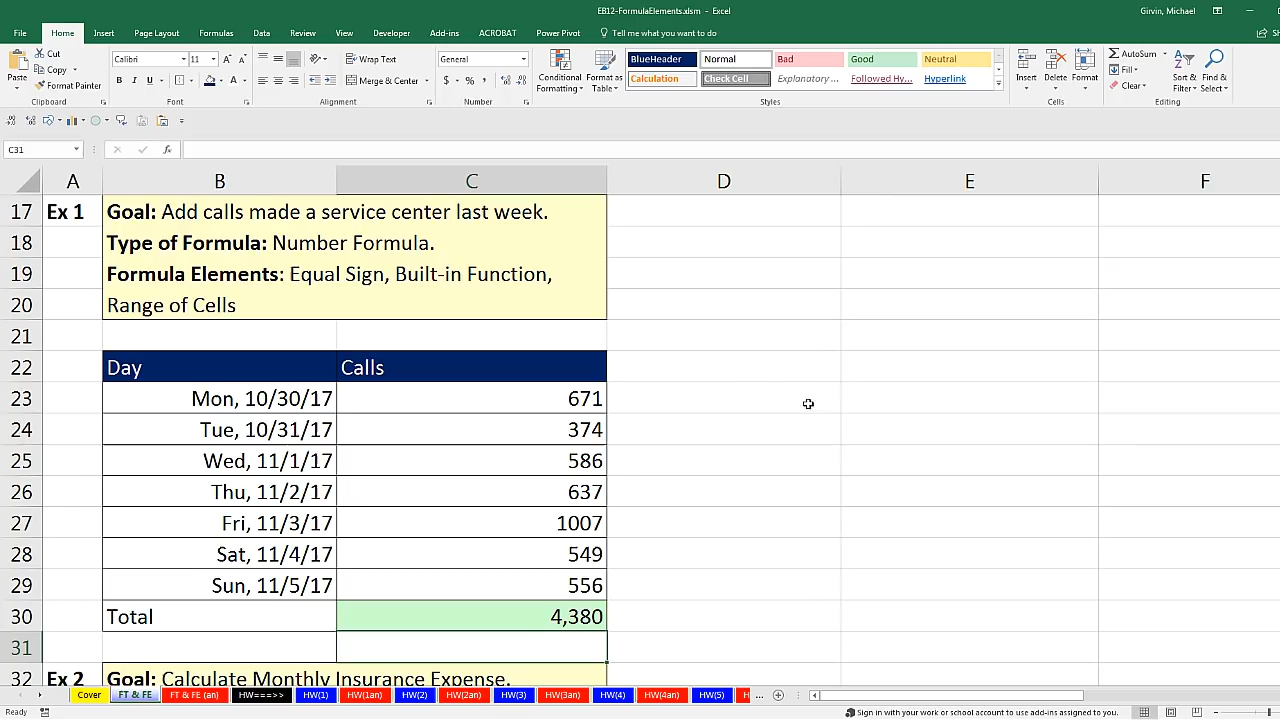 EB12-FormulaElements.xlsm - Excel
Girvin, Michael
File Home Insert Page Layout Formulas Data Review View Developer Add-ins ACROBAT Power Pivot Tell me what you want to do
Paste
Cut
Copy
Format Painter
Clipboard
Calibri 11
B I U
Font
Wrap Text
Merge & Center
Alignment
General
$ % ,
Number
Conditional Formatting
Format as Table
BlueHeader Normal Bad Good Neutral
Calculation Check Cell Explanatory ... Followed Hy... Hyperlink
Styles
Insert Delete Format
Cells
AutoSum
Fill
Clear
Sort & Filter
Find & Select
Editing
C31 fx
A B C D E F
17 Ex 1 Goal: Add calls made a service center last week.
18 Type of Formula: Number Formula.
19 Formula Elements: Equal Sign, Built-in Function,
20 Range of Cells
21
22 Day Calls
23 Mon, 10/30/17 671
24 Tue, 10/31/17 374
25 Wed, 11/1/17 586
26 Thu, 11/2/17 637
27 Fri, 11/3/17 1007
28 Sat, 11/4/17 549
29 Sun, 11/5/17 556
30 Total 4,380
31
32 Ex 2 Goal: Calculate Monthly Insurance Expense.
Cover FT & FE FT & FE (an) HW====>> HW(1) HW(1an) HW(2) HW(2an) HW(3) HW(3an) HW(4) HW(4an) HW(5) H ...
Ready
Sign in with your work or school account to use add-ins assigned to you.